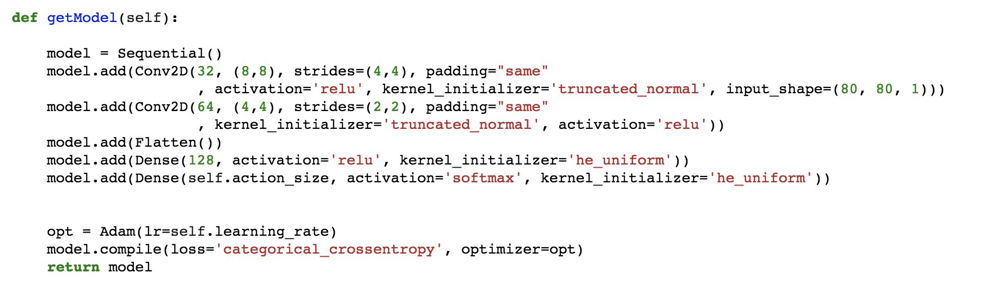 def getModel(self):
model = Sequential()
model.add(Conv2D(32, (8,8), strides=(4,4), padding="same"
, activation='relu', kernel_initializer='truncated_normal', input_shape=(80, 80, 1)))
model.add(Conv2D(64, (4,4), strides=(2,2), padding="same"
, kernel_initializer='truncated_normal', activation='relu'))
model.add(Flatten())
model.add(Dense(128, activation='relu', kernel_initializer='he_uniform'))
model.add(Dense(self.action_size, activation='softmax', kernel_initializer='he_uniform'))
opt = Adam(lr=self.learning_rate)
model.compile(loss='categorical_crossentropy', optimizer=opt)
return model